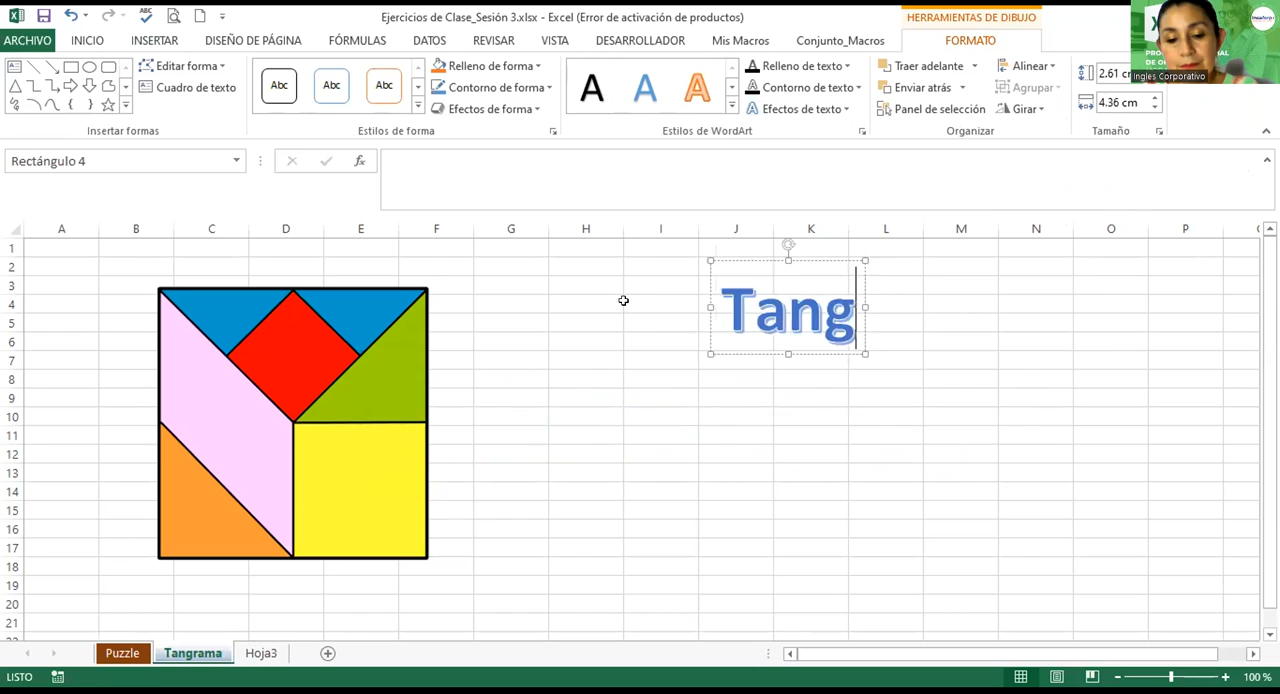 Ejercicios de Clase_Sesión 3.xlsx - Excel (Error de activación de productos)
HERRAMIENTAS DE DIBUJO
ARCHIVO INICIO INSERTAR DISEÑO DE PÁGINA FÓRMULAS DATOS REVISAR VISTA DESARROLLADOR Mis Macros Conjunto_Macros FORMATO
Ingles Corporativo
Editar forma
Cuadro de texto
Insertar formas
Abc Abc Abc
Relleno de forma
Contorno de forma
Efectos de forma
Estilos de forma
A A A
Relleno de texto
Contorno de texto
Efectos de texto
Estilos de WordArt
Traer adelante
Enviar atrás
Panel de selección
Alinear
Agrupar
Girar
Organizar
2.61 cm
4.36 cm
Tamaño
Rectángulo 4
fx
A B C D E F G H I J K L M N O P
1
2
3
4
5
6
7
8
9
10
11
12
13
14
15
16
17
18
19
20
21
Tang
Puzzle Tangrama Hoja3
LISTO
100 %